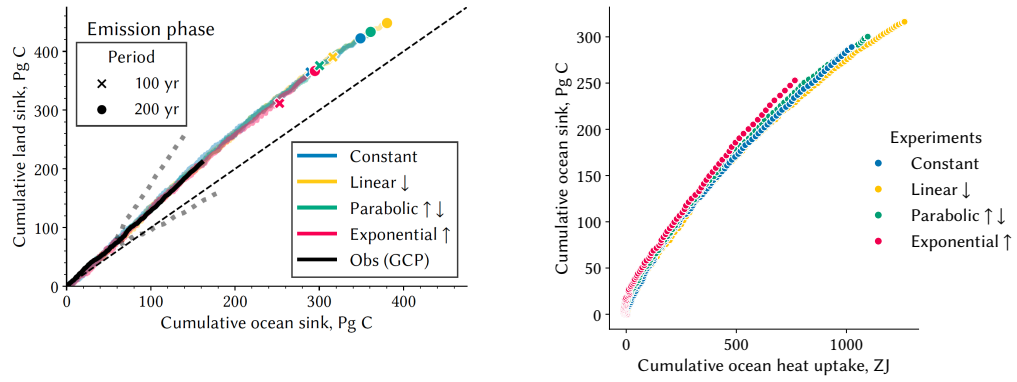 Emission phase
Period
100 yr
200 yr
Constant
Linear ↓
Parabolic ↑↓
Exponential ↑
Obs (GCP)
Cumulative land sink, Pg C
400
300
200
100
0
0 100 200 300 400
Cumulative ocean sink, Pg C
Cumulative ocean sink, Pg C
300
250
200
150
100
50
0
0 500 1000
Cumulative ocean heat uptake, ZJ
Experiments
Constant
Linear ↓
Parabolic ↑↓
Exponential ↑